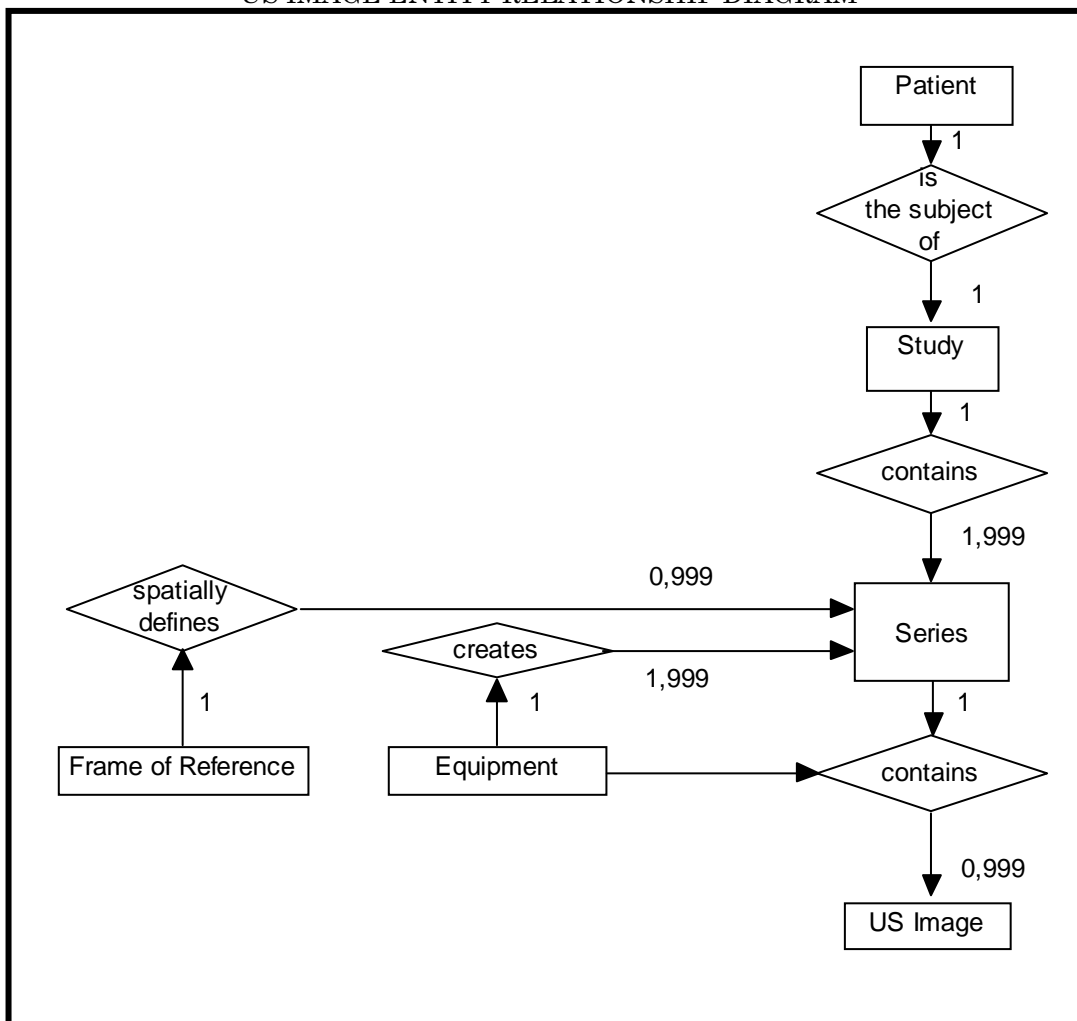 US IMAGE ENTITY RELATIONSHIP DIAGRAM
Patient
1
is
the subject
of
1
Study
1
contains
1,999
0,999
spatially
defines
Series
creates
1,999
1
1
1
Frame of Reference
Equipment
contains
0,999
US Image